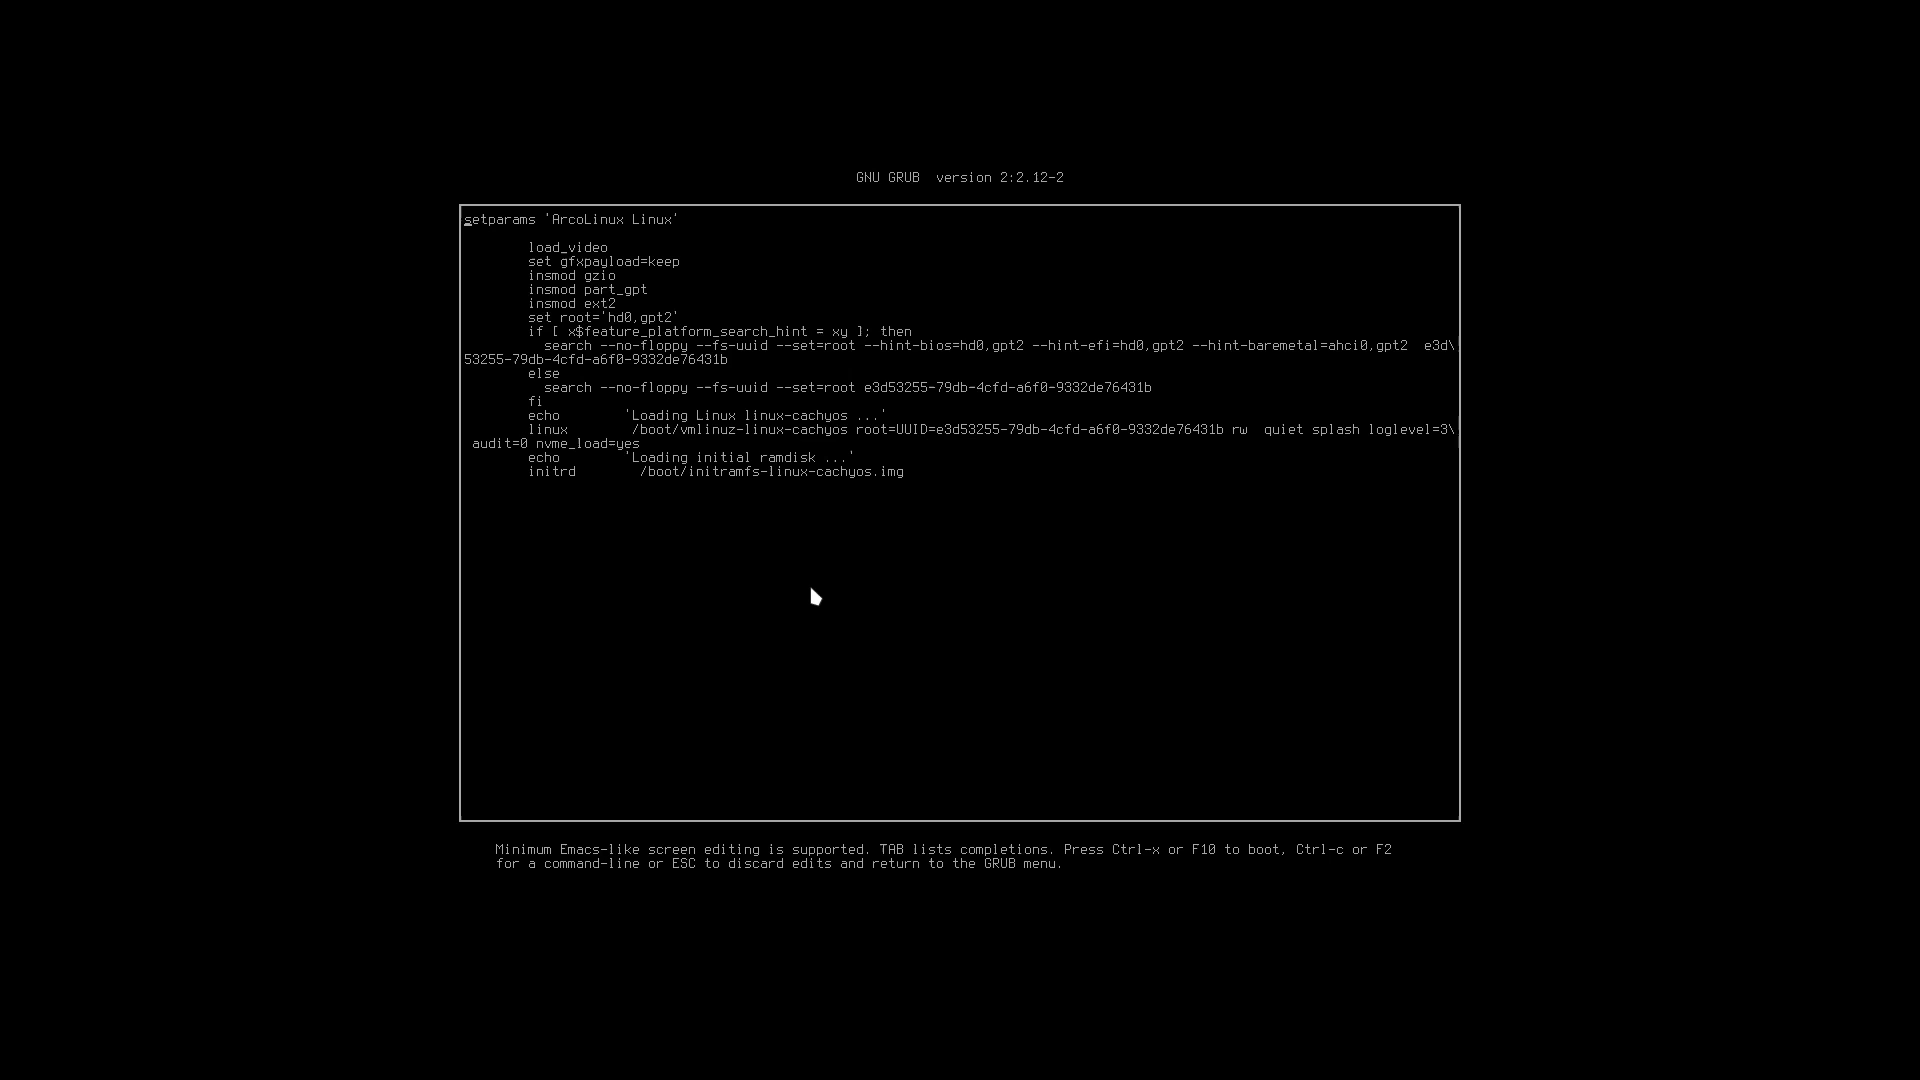 GNU GRUB  version 2:2.12-2
setparams 'ArcoLinux Linux'
load_video
set gfxpayload=keep
insmod gzio
insmod part_gpt
insmod ext2
set root='hd0,gpt2'
if [ x$feature_platform_search_hint = xy ]; then
search --no-floppy --fs-uuid --set=root --hint-bios=hd0,gpt2 --hint-efi=hd0,gpt2 --hint-baremetal=ahci0,gpt2  e3d\
53255-79db-4cfd-a6f0-9332de76431b
else
search --no-floppy --fs-uuid --set=root e3d53255-79db-4cfd-a6f0-9332de76431b
fi
echo        'Loading Linux linux-cachyos ...'
linux        /boot/vmlinuz-linux-cachyos root=UUID=e3d53255-79db-4cfd-a6f0-9332de76431b rw  quiet splash loglevel=3\
audit=0 nvme_load=yes
echo        'Loading initial ramdisk ...'
initrd        /boot/initramfs-linux-cachyos.img
Minimum Emacs-like screen editing is supported. TAB lists completions. Press Ctrl-x or F10 to boot, Ctrl-c or F2
for a command-line or ESC to discard edits and return to the GRUB menu.